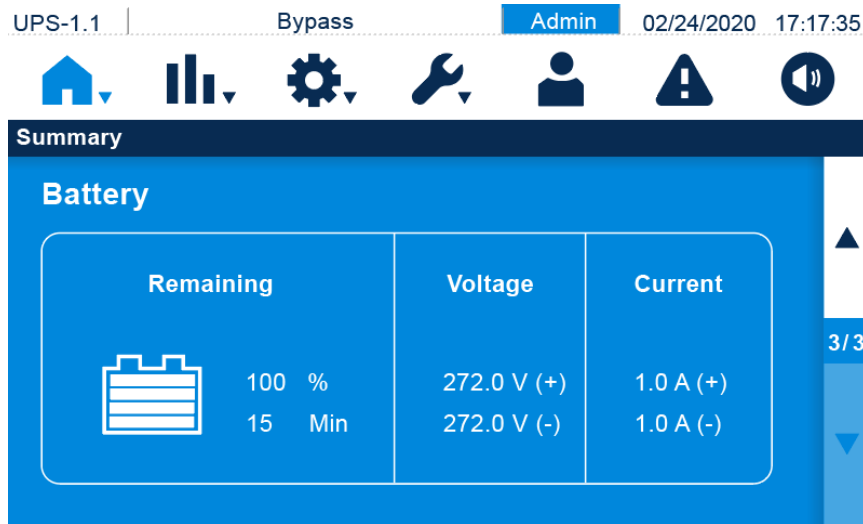 UPS-1.1 Bypass Admin 02/24/2020 17:17:35
Summary
Battery
Remaining Voltage Current
3/3
100 % 272.0 V (+) 1.0 A (+)
15 Min 272.0 V (-) 1.0 A (-)